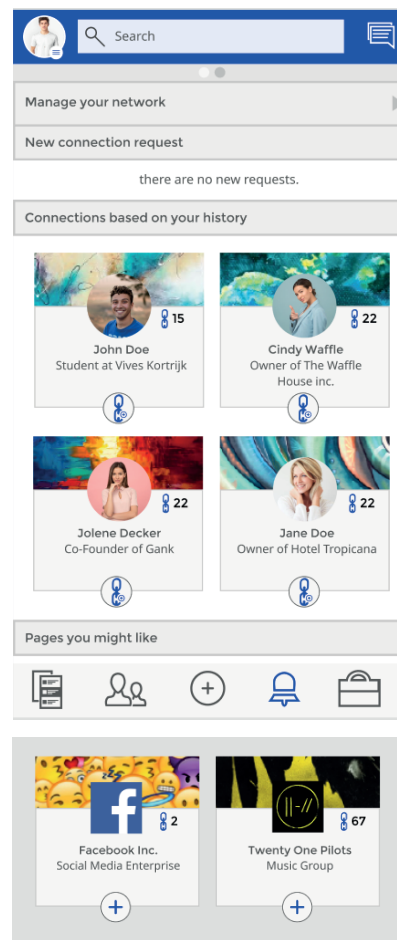 Search
Manage your network
New connection request
there are no new requests.
Connections based on your history
15
22
John Doe
Student at Vives Kortrijk
Cindy Waffle
Owner of The Waffle
House inc.
22
22
Jolene Decker
Co-Founder of Gank
Jane Doe
Owner of Hotel Tropicana
Pages you might like
2
67
Facebook Inc.
Social Media Enterprise
Twenty One Pilots
Music Group